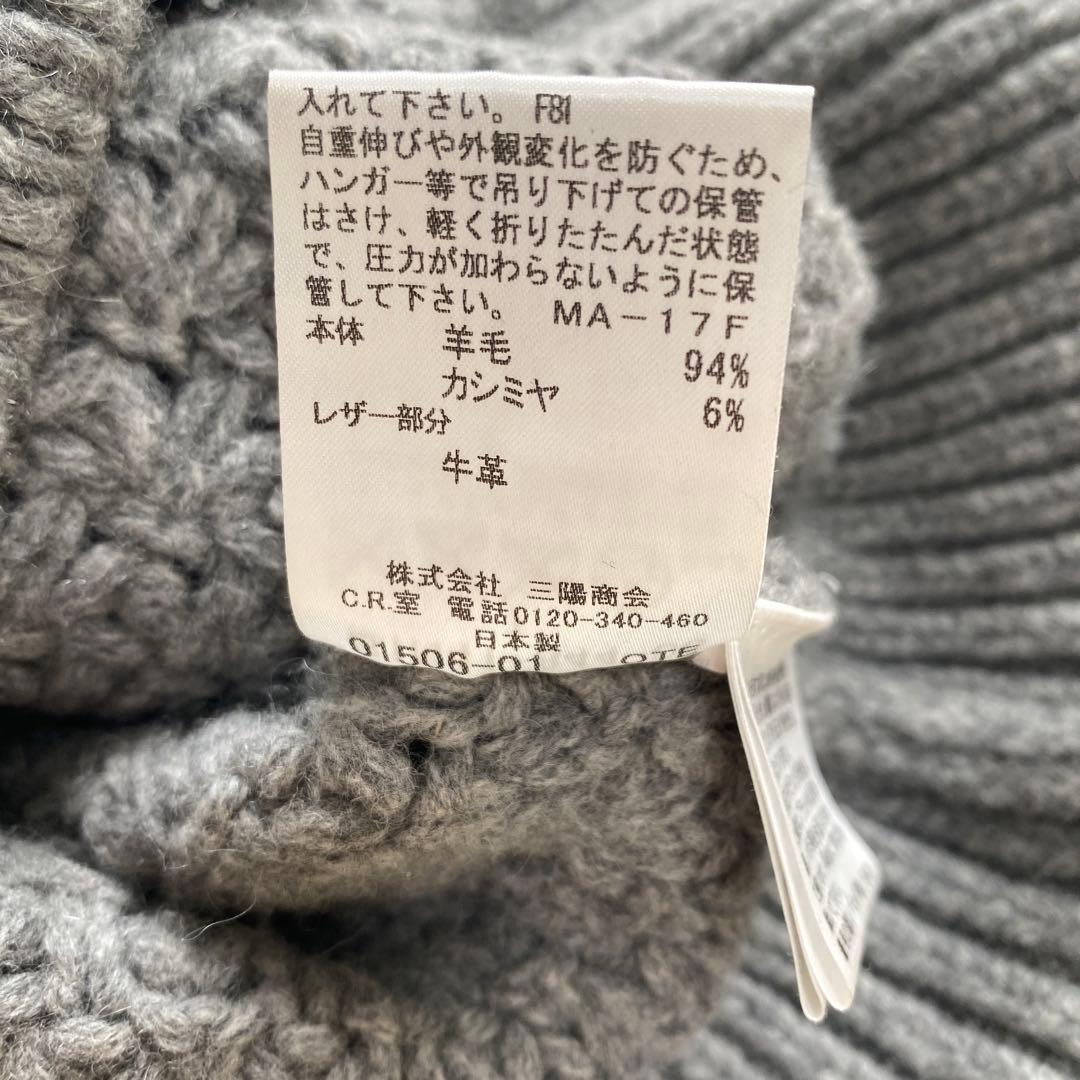 入れて下さい。 F81
自重伸びや外観変化を防ぐため、
ハンガー等で吊り下げての保管
はさけ、軽く折りたたんだ状態
で、圧力が加わらないように保
管して下さい。 MA-17F
本体 羊毛 94%
カシミヤ 6%
レザー部分
牛革
株式会社 三陽商会
C.R.室 電話0120-340-460
日本製
01506-01